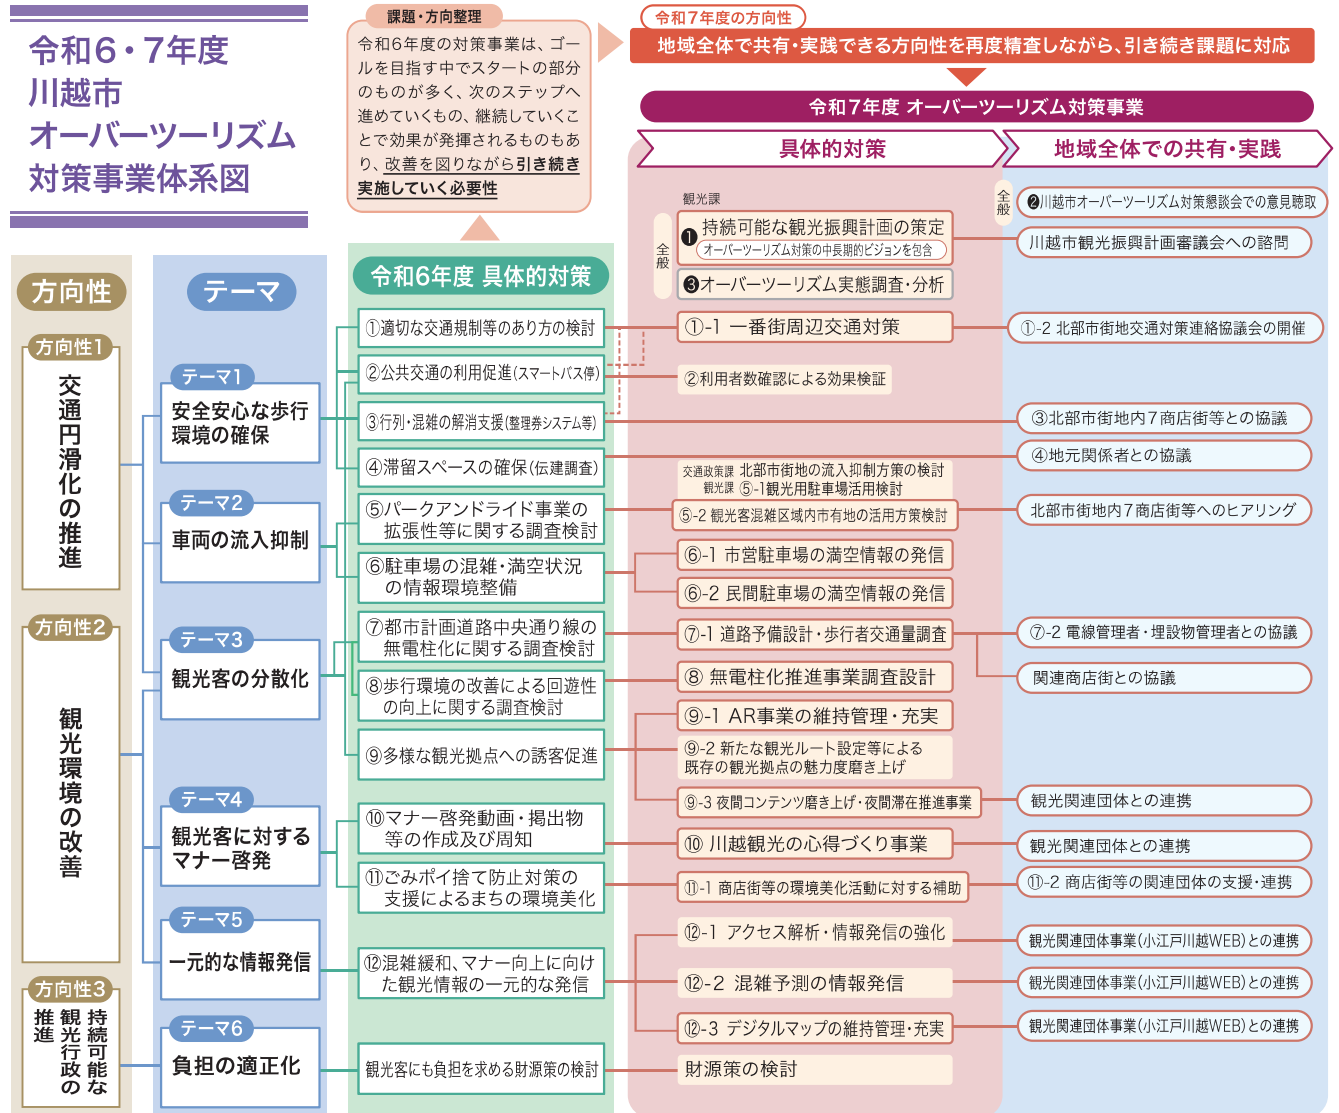 令和6・7年度
川越市
オーバーツーリズム
対策事業体系図
課題・方向整理
令和6年度の対策事業は、ゴー
ルを目指す中でスタートの部分
のものが多く、次のステップへ
進めていくもの、継続していくこ
とで効果が発揮されるものもあ
り、改善を図りながら引き続き
実施していく必要性
令和7年度の方向性
地域全体で共有・実践できる方向性を再度精査しながら、引き続き課題に対応
令和7年度 オーバーツーリズム対策事業
具体的対策
地域全体での共有・実践
方向性
方向性1
交通円滑化の推進
方向性2
観光環境の改善
方向性3
持続可能な
観光行政の
推進
テーマ
テーマ1
安全安心な歩行
環境の確保
テーマ2
車両の流入抑制
テーマ3
観光客の分散化
テーマ4
観光客に対する
マナー啓発
テーマ5
一元的な情報発信
テーマ6
負担の適正化
令和6年度 具体的対策
①適切な交通規制等のあり方の検討
②公共交通の利用促進(スマートバス停)
③行列・混雑の解消支援(整理券システム等)
④滞留スペースの確保(伝建調査)
⑤パークアンドライド事業の
拡張性等に関する調査検討
⑥駐車場の混雑・満空状況
の情報環境整備
⑦都市計画道路中央通り線の
無電柱化に関する調査検討
⑧歩行環境の改善による回遊性
の向上に関する調査検討
⑨多様な観光拠点への誘客促進
⑩マナー啓発動画・掲出物
等の作成及び周知
⑪ごみポイ捨て防止対策の
支援によるまちの環境美化
⑫混雑緩和、マナー向上に向け
た観光情報の一元的な発信
観光客にも負担を求める財源策の検討
観光課
全般
❶持続可能な観光振興計画の策定
オーバーツーリズム対策の中長期的ビジョンを包含
❸オーバーツーリズム実態調査・分析
①-1 一番街周辺交通対策
②利用者数確認による効果検証
交通政策課 北部市街地の流入抑制方策の検討
観光課 ⑤-1観光用駐車場活用検討
⑤-2 観光客混雑区域内市有地の活用方策検討
⑥-1 市営駐車場の満空情報の発信
⑥-2 民間駐車場の満空情報の発信
⑦-1 道路予備設計・歩行者交通量調査
⑧ 無電柱化推進事業調査設計
⑨-1 AR事業の維持管理・充実
⑨-2 新たな観光ルート設定等による
既存の観光拠点の魅力度磨き上げ
⑨-3 夜間コンテンツ磨き上げ・夜間滞在推進事業
⑩ 川越観光の心得づくり事業
⑪-1 商店街等の環境美化活動に対する補助
⑫-1 アクセス解析・情報発信の強化
⑫-2 混雑予測の情報発信
⑫-3 デジタルマップの維持管理・充実
財源策の検討
全般
❷川越市オーバーツーリズム対策懇談会での意見聴取
川越市観光振興計画審議会への諮問
①-2 北部市街地交通対策連絡協議会の開催
③北部市街地内7商店街等との協議
④地元関係者との協議
北部市街地内7商店街等へのヒアリング
⑦-2 電線管理者・埋設物管理者との協議
関連商店街との協議
観光関連団体との連携
観光関連団体との連携
⑪-2 商店街等の関連団体の支援・連携
観光関連団体事業(小江戸川越WEB)との連携
観光関連団体事業(小江戸川越WEB)との連携
観光関連団体事業(小江戸川越WEB)との連携